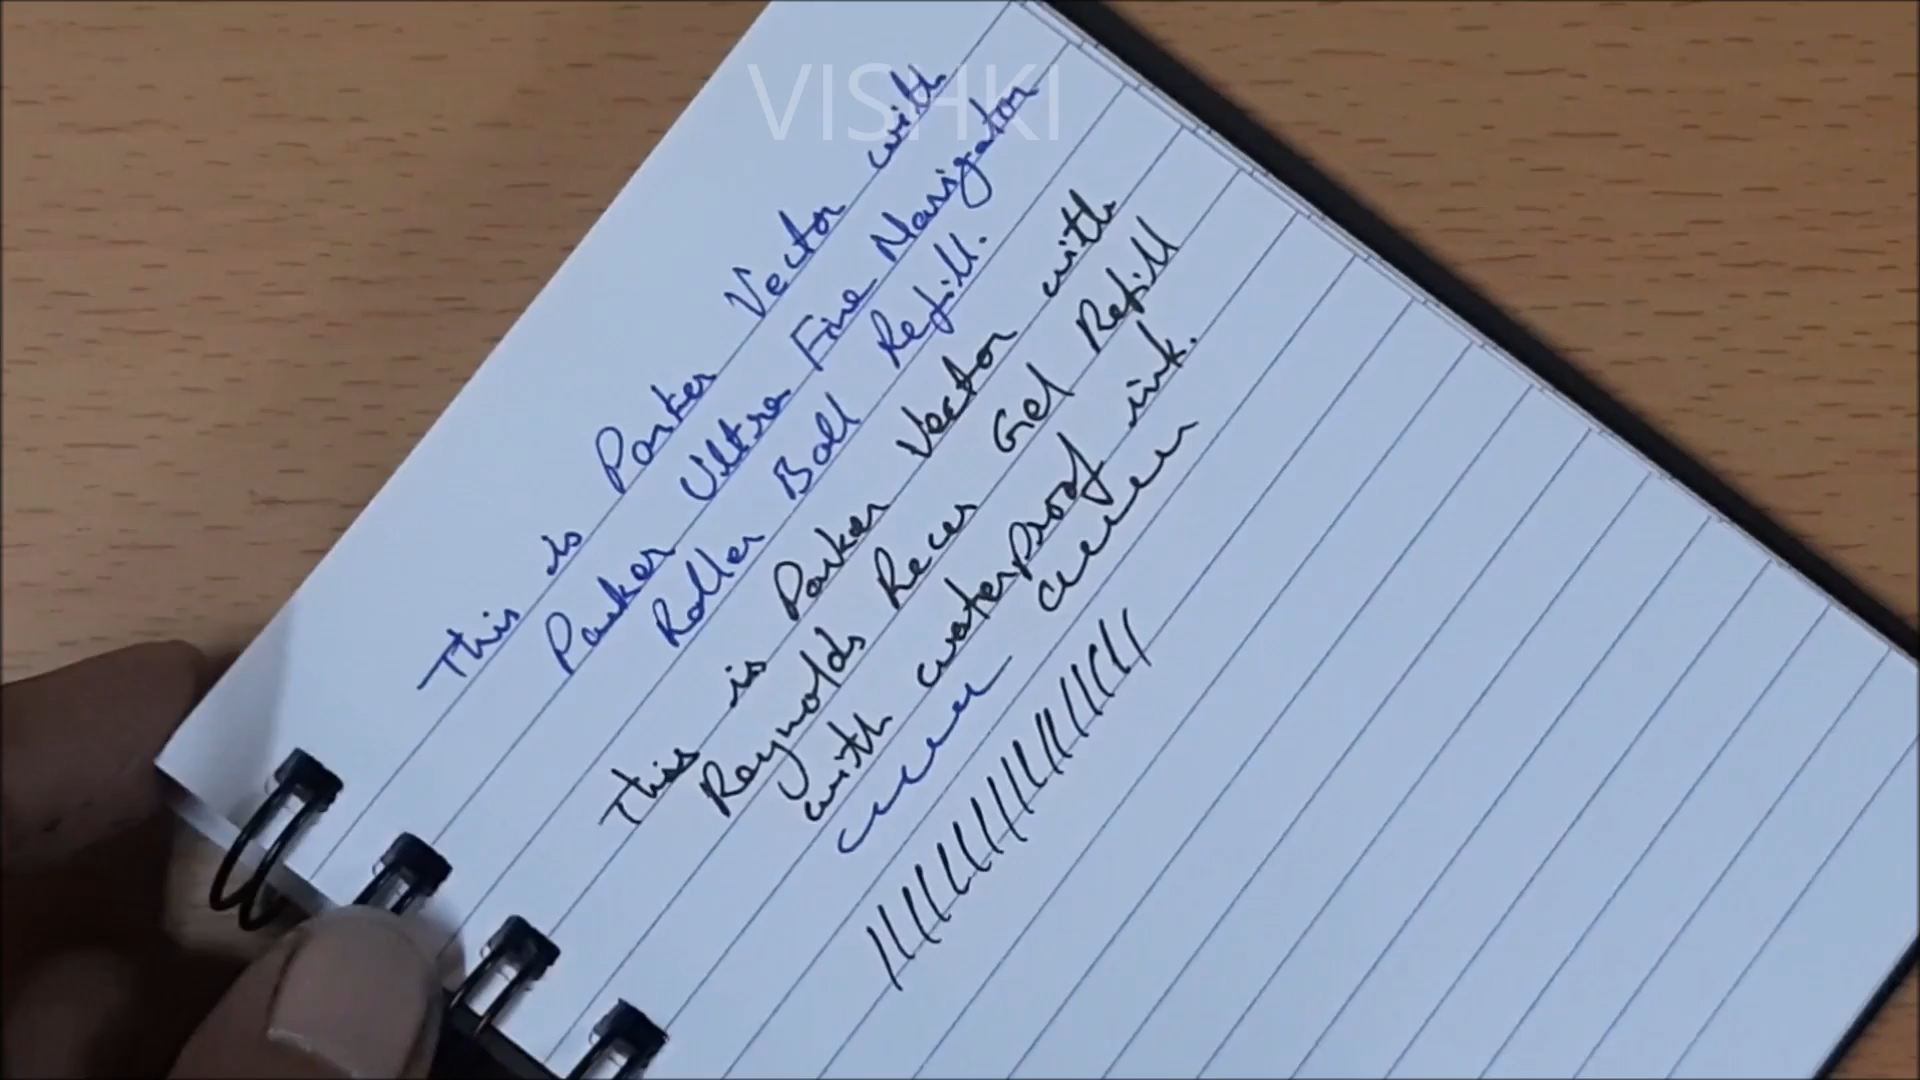 VISHKI
This is Parker Vector with
Parker Ultra Fine Navigator
Roller Ball Refill.
This is Parker Vector with
Reynolds Racer Gel Refill
with waterproof ink.